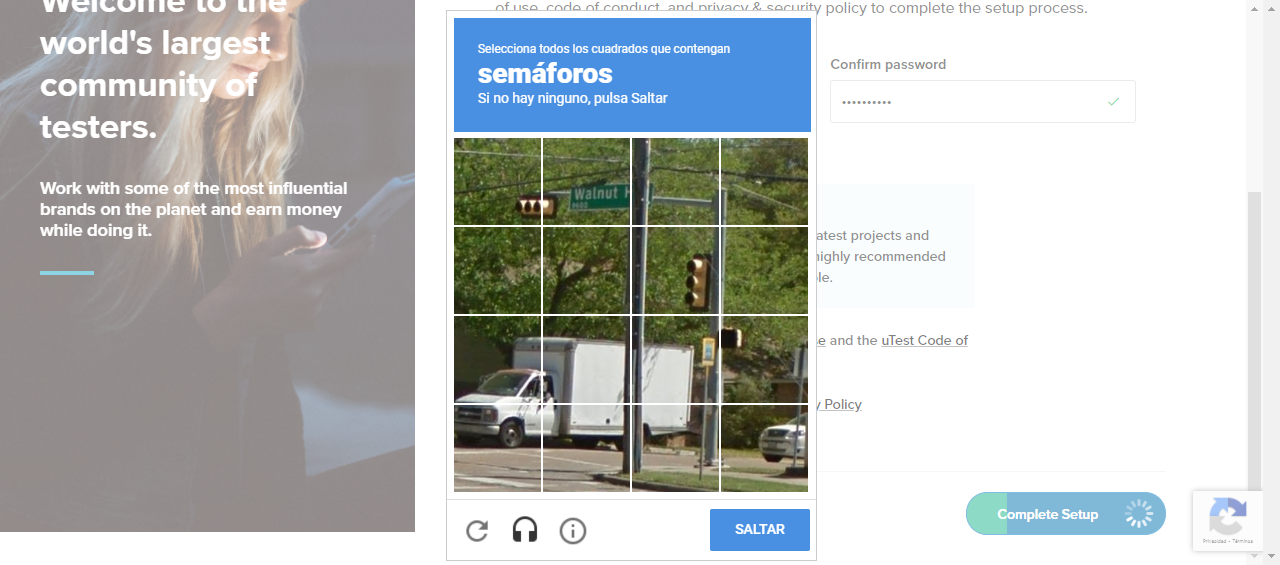 Welcome to the
world's largest
community of
testers.
Work with some of the most influential
brands on the planet and earn money
while doing it.
of use, code of conduct, and privacy & security policy to complete the setup process.
Selecciona todos los cuadrados que contengan
semáforos
Si no hay ninguno, pulsa Saltar
Confirm password
••••••••••
Walnut H
9600
atest projects and
highly recommended
ole.
se and the uTest Code of
y Policy
SALTAR
Complete Setup
Privacidad - Términos